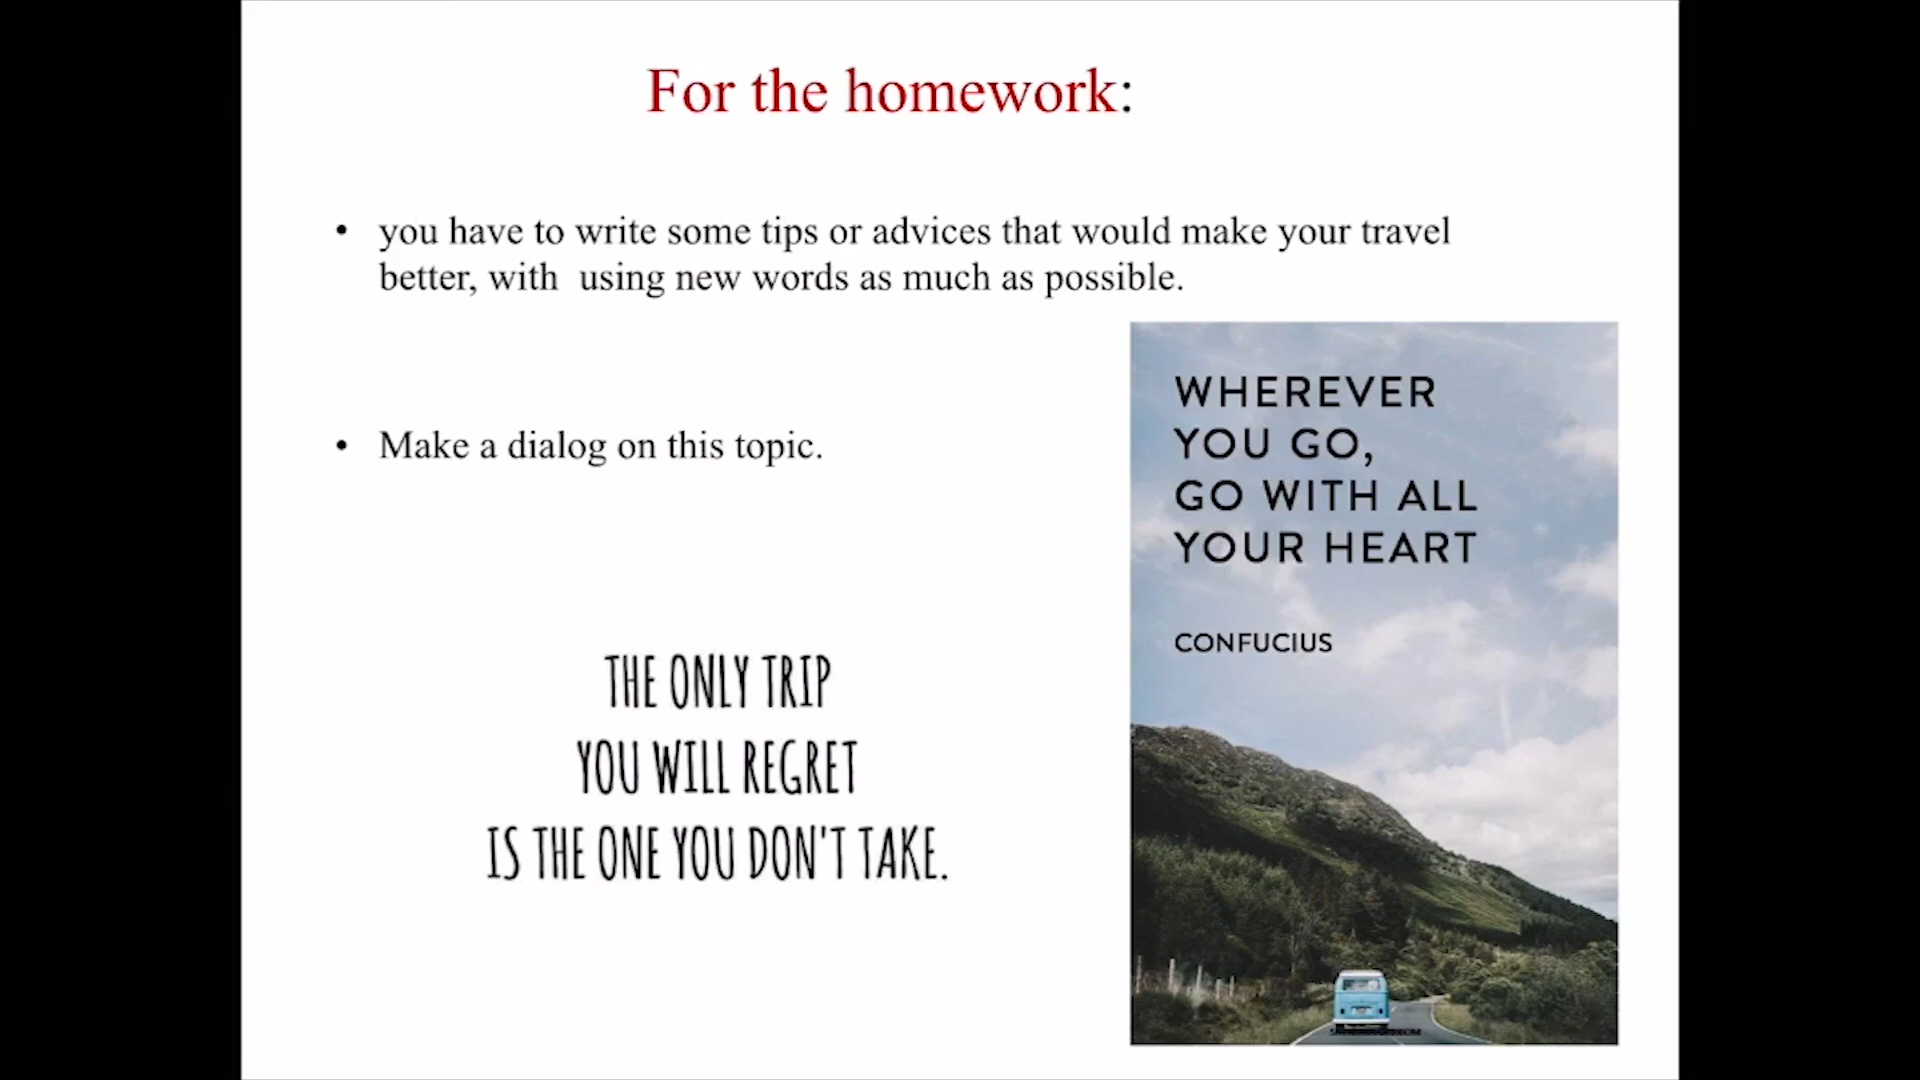 For the homework:
• you have to write some tips or advices that would make your travel
better, with using new words as much as possible.
• Make a dialog on this topic.
WHEREVER
YOU GO,
GO WITH ALL
YOUR HEART
CONFUCIUS
THE ONLY TRIP
YOU WILL REGRET
IS THE ONE YOU DON'T TAKE.